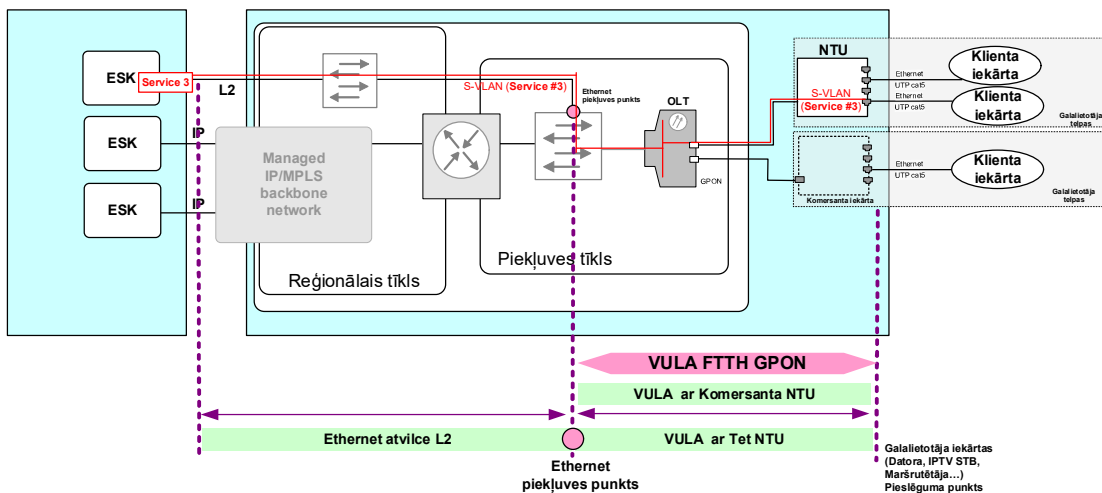 ESK
Service 3
L2
ESK
IP
ESK
IP
Managed
IP/MPLS
backbone
network
Reģionālais tīkls
S-VLAN (Service #3)
Ethernet
piekļuves punkts
OLT
GPON
Piekļuves tīkls
NTU
S-VLAN
(Service #3)
Ethernet
UTP cat5
Ethernet
UTP cat5
Klienta
iekārta
Klienta
iekārta
Galalietotāja
telpas
Ethernet
UTP cat5
Klienta
iekārta
Komersanta iekārta
Galalietotāja
telpas
VULA FTTH GPON
VULA ar Komersanta NTU
Ethernet atvilce L2
VULA ar Tet NTU
Ethernet
piekļuves punkts
Galalietotāja iekārtas
(Datora, IPTV STB,
Maršrutētāja...)
Pieslēguma punkts